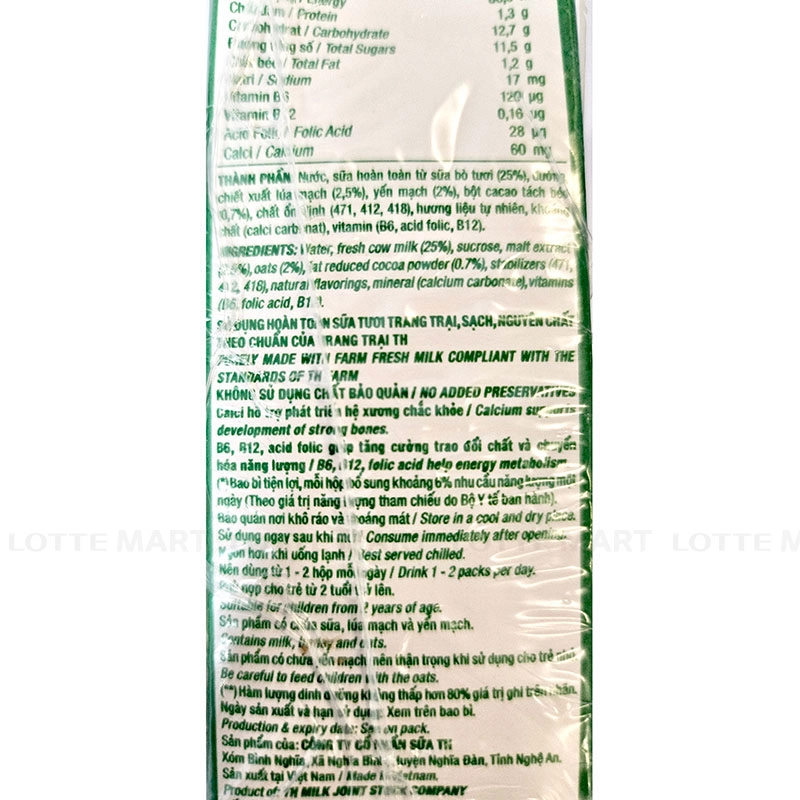 Energy
Protein 1,3 g
/ Carbohydrate 12,7 g
số / Total Sugars 11,5 g
béo / Total Fat 1,2 g
/ Sodium 17 mg
Vitamin B6 120 µg
Vitamin B12 0,16 µg
Acid Folic / Folic Acid 28 µg
Calci / Calcium 60 mg
THÀNH PHẦN: Nước, sữa hoàn toàn từ sữa bò tươi (25%), đường,
chiết xuất lúa mạch (2,5%), yến mạch (2%), bột cacao tách béo
(0,7%), chất ổn định (471, 412, 418), hương liệu tự nhiên, khoáng
chất (calci carbonat), vitamin (B6, acid folic, B12).
INGREDIENTS: Water, fresh cow milk (25%), sucrose, malt extract
(2,5%), oats (2%), fat reduced cocoa powder (0.7%), stabilizers (471,
412, 418), natural flavorings, mineral (calcium carbonate), vitamins
(B6, folic acid, B12).
SỬ DỤNG HOÀN TOÀN SỮA TƯƠI TRANG TRẠI, SẠCH, NGUYÊN CHẤT
THEO CHUẨN CỦA TRANG TRẠI TH
PURELY MADE WITH FARM FRESH MILK COMPLIANT WITH THE
STANDARDS OF TH FARM
KHÔNG SỬ DỤNG CHẤT BẢO QUẢN / NO ADDED PRESERVATIVES
Calci hỗ trợ phát triển hệ xương chắc khỏe / Calcium supports
development of strong bones.
B6, B12, acid folic giúp tăng cường trao đổi chất và chuyển
hóa năng lượng / B6, B12, folic acid help energy metabolism.
(*)Bao bì tiện lợi, mỗi hộp bổ sung khoảng 6% nhu cầu năng lượng mỗi
ngày (Theo giá trị năng lượng tham chiếu do Bộ Y tế ban hành).
Bảo quản nơi khô ráo và thoáng mát / Store in a cool and dry place.
Sử dụng ngay sau khi mở / Consume immediately after opening.
Ngon hơn khi uống lạnh / Best served chilled.
Nên dùng từ 1 - 2 hộp mỗi ngày / Drink 1 - 2 packs per day.
Phù hợp cho trẻ từ 2 tuổi trở lên.
Suitable for children from 2 years of age.
Sản phẩm có chứa sữa, lúa mạch và yến mạch.
Contains milk, barley and oats.
Sản phẩm có chứa yến mạch nên thận trọng khi sử dụng cho trẻ nhỏ.
Be careful to feed children with the oats.
(**) Hàm lượng dinh dưỡng không thấp hơn 80% giá trị ghi trên nhãn.
Ngày sản xuất và hạn sử dụng: Xem trên bao bì.
Production & expiry date: See on pack.
Sản phẩm của: CÔNG TY CỔ PHẦN SỮA TH
Xóm Bình Nghĩa, Xã Nghĩa Bình, Huyện Nghĩa Đàn, Tỉnh Nghệ An.
Sản xuất tại Việt Nam / Made in Vietnam.
Product of: TH MILK JOINT STOCK COMPANY
LOTTE MART
LOTTE MART
LOTTE M